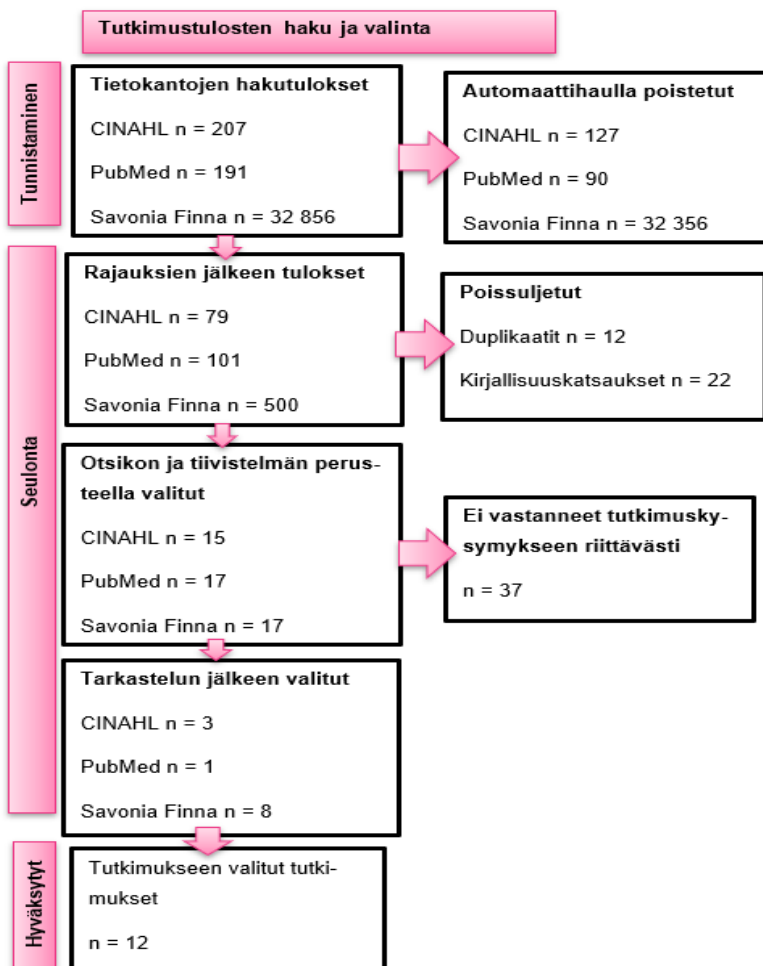 Tutkimustulosten haku ja valinta
Tunnistaminen
Tietokantojen hakutulokset
CINAHL n = 207
PubMed n = 191
Savonia Finna n = 32 856
Automaattihaulla poistetut
CINAHL n = 127
PubMed n = 90
Savonia Finna n = 32 356
Seulonta
Rajauksien jälkeen tulokset
CINAHL n = 79
PubMed n = 101
Savonia Finna n = 500
Poissuljetut
Duplikaatit n = 12
Kirjallisuuskatsaukset n = 22
Otsikon ja tiivistelmän perus-
teella valitut
CINAHL n = 15
PubMed n = 17
Savonia Finna n = 17
Ei vastanneet tutkimusky-
symykseen riittävästi
n = 37
Tarkastelun jälkeen valitut
CINAHL n = 3
PubMed n = 1
Savonia Finna n = 8
Hyväksytyt
Tutkimukseen valitut tutki-
mukset
n = 12